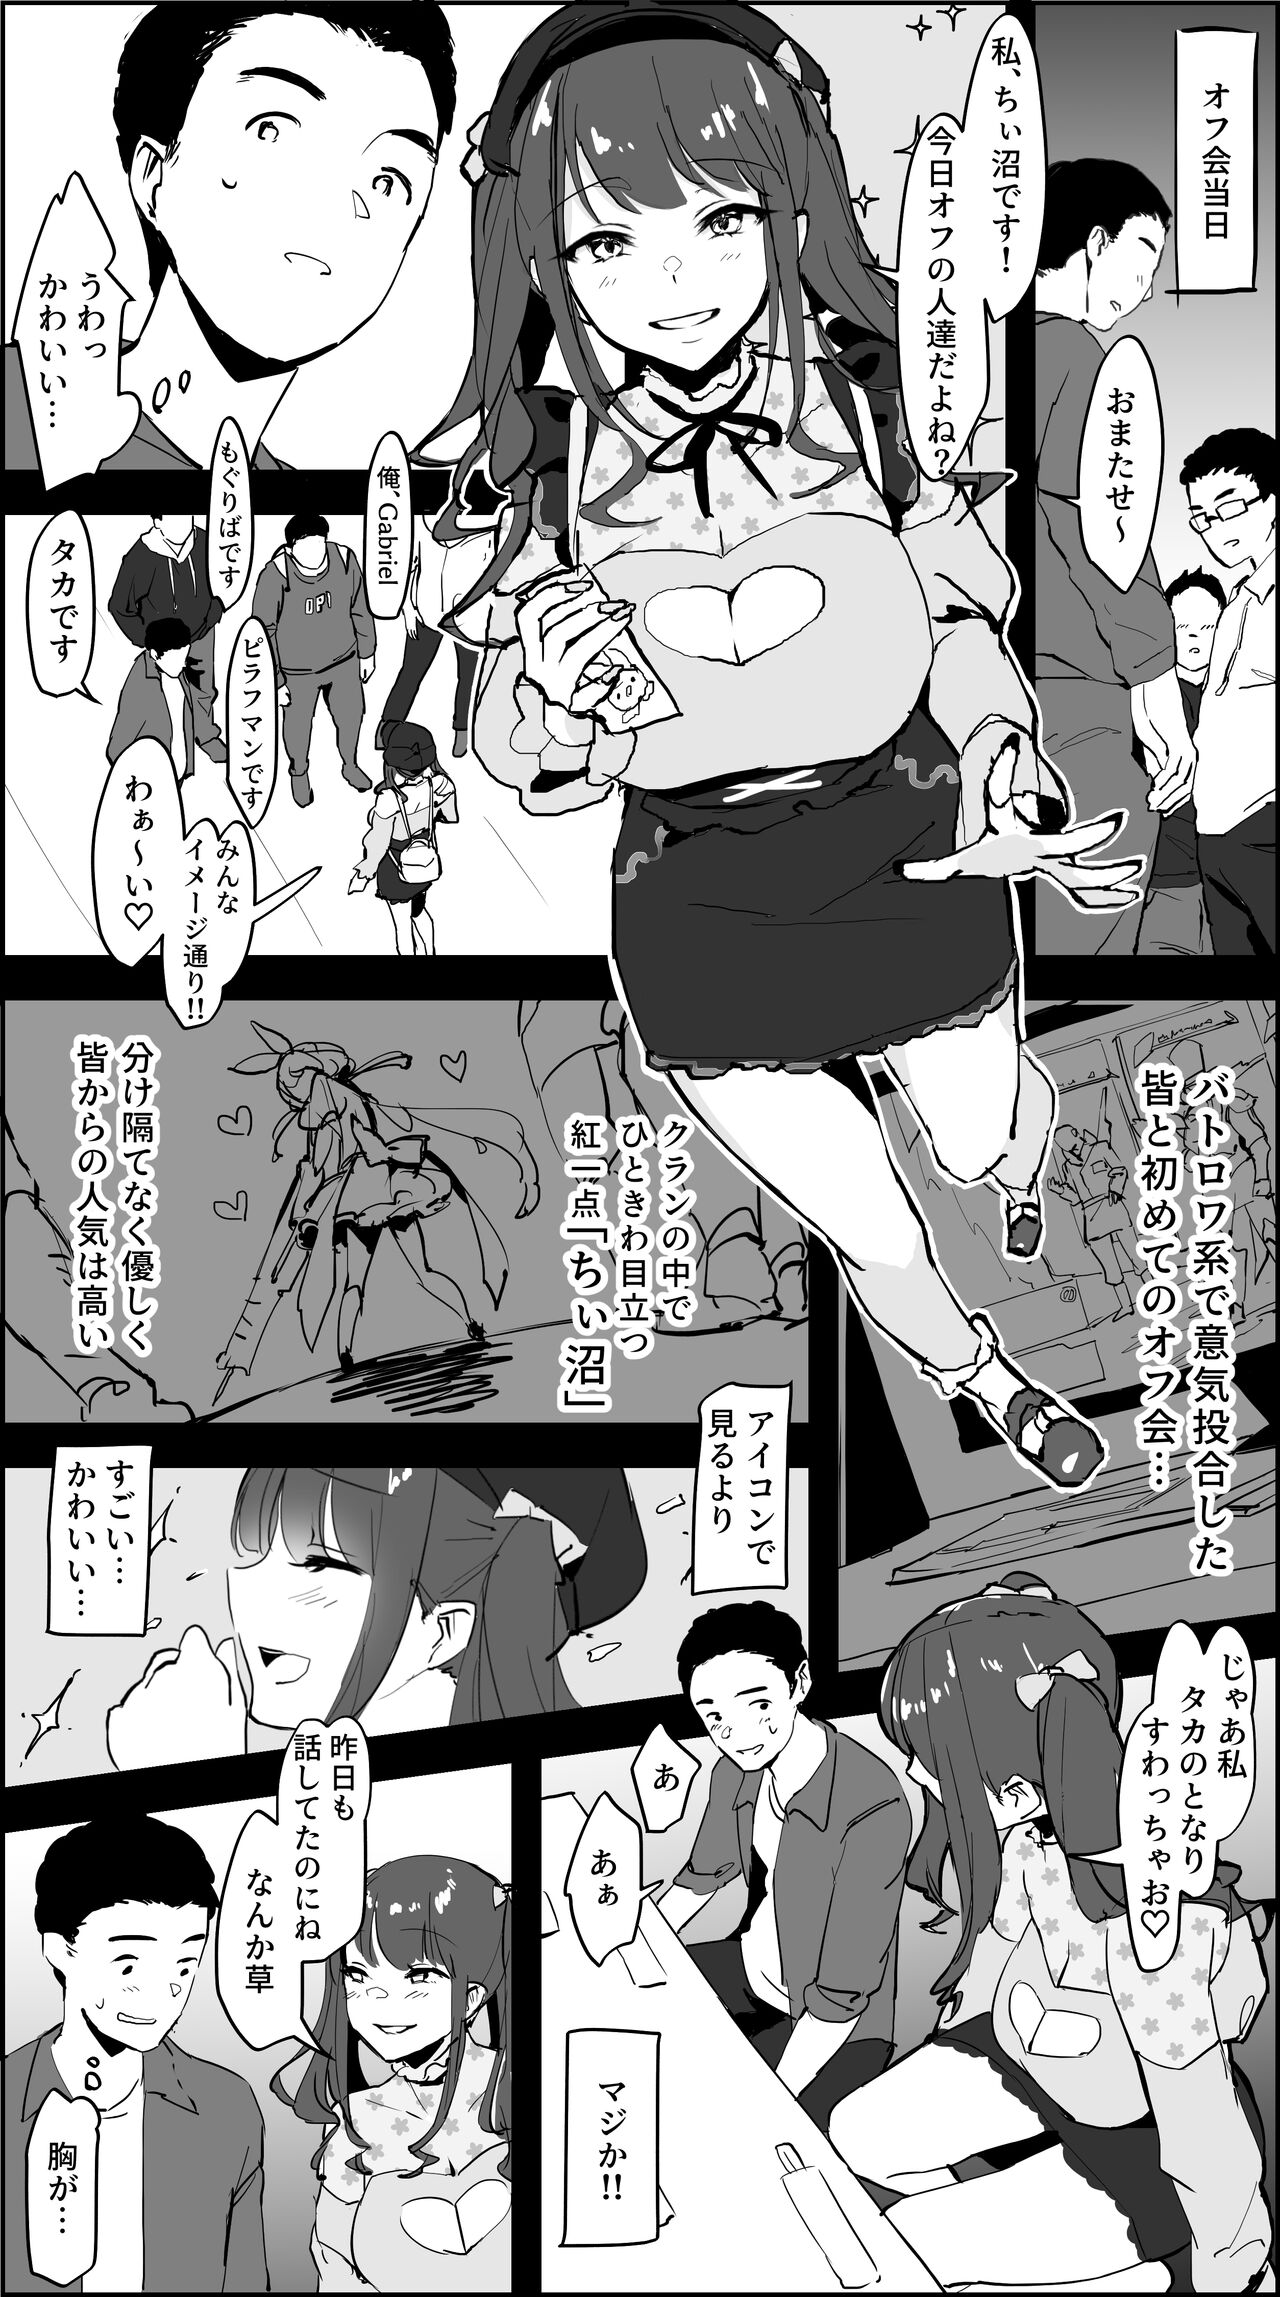 オフ会当日
おまたせ～
私、ちぃ沼です！
今日オフの人達だよね？
うわっ
かわいい…
俺、Gabriel
もぐりばです
ピラフマンです
タカです
OPI
みんな
イメージ通り!!
わぁ～い♡
バトロワ系で意気投合した
皆と初めてのオフ会…
クランの中で
ひときわ目立つ
紅一点「ちぃ沼」
分け隔てなく優しく
皆からの人気は高い
アイコンで
見るより
すごい…
かわいい…
じゃあ私
タカのとなり
すわっちゃお♡
あ
あぁ
マジか!!
昨日も
話してたのにね
なんか草
胸が…